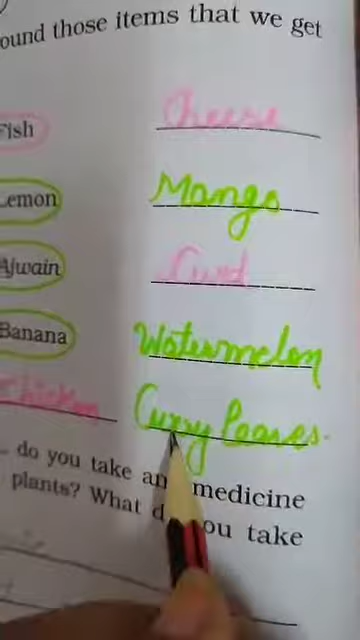 ound those items that we get
Fish Cheese
Lemon Mango
Ajwain Curd
Banana Watermelon
Chicken Curry leaves.
do you take an medicine
plants? What d you take